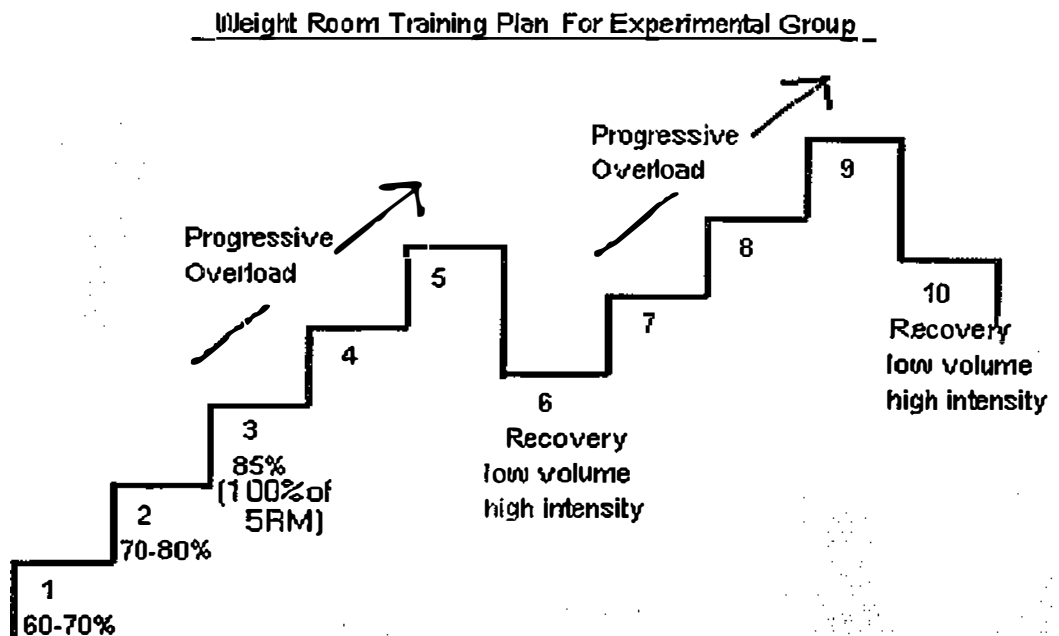 Weight Room Training Plan For Experimental Group
Progressive
Overload
Progressive
Overload
1
60-70%
2
70-80%
3
85%
(100%of
5RM)
4
5
6
Recovery
low volume
high intensity
7
8
9
10
Recovery
low volume
high intensity